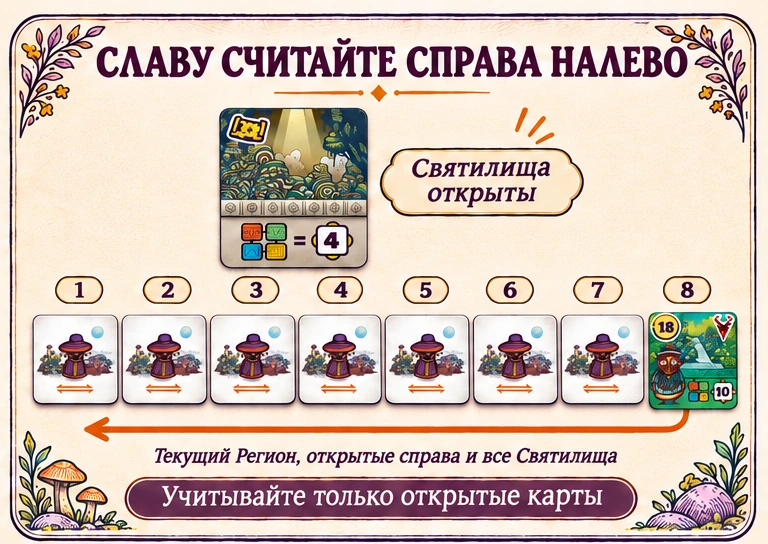 СЛАВУ СЧИТАЙТЕ СПРАВА НАЛЕВО
Святилища
открыты
= 4
1 2 3 4 5 6 7 8
18
10
Текущий Регион, открытые справа и все Святилища
Учитывайте только открытые карты